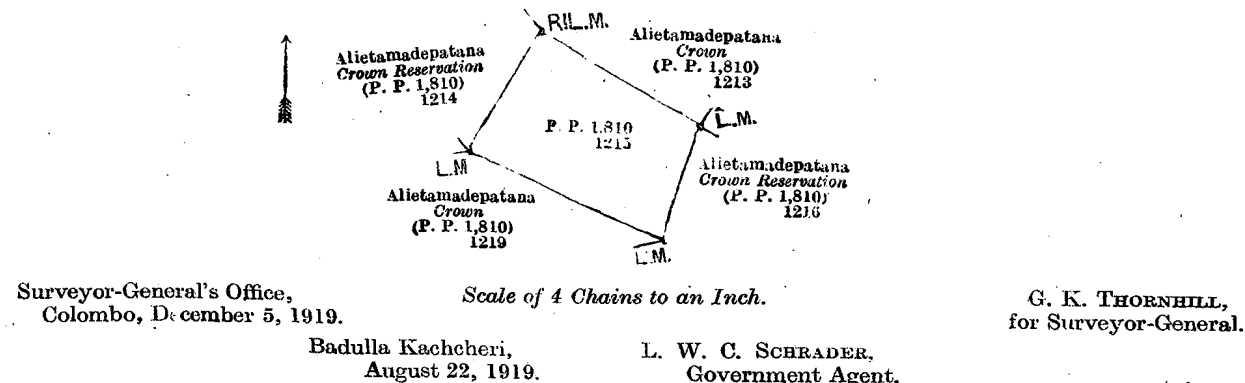 R!L.M.
Alietamadepatana
Crown Reservation
(P. P. 1,810)
1214
Alietamadepatana
Crown
(P. P. 1,810)
1213
P. P. 1,810
1215
L.M.
L.M
Alietamadepatana
Crown Reservation
(P. P. 1,810)
1216
Alietamadepatana
Crown
(P. P. 1,810)
1219
L.M.
Surveyor-General's Office,
Colombo, December 5, 1919.
Scale of 4 Chains to an Inch.
G. K. THORNHILL,
for Surveyor-General.
Badulla Kachcheri,
August 22, 1919.
L. W. C. SCHRADER,
Government Agent.